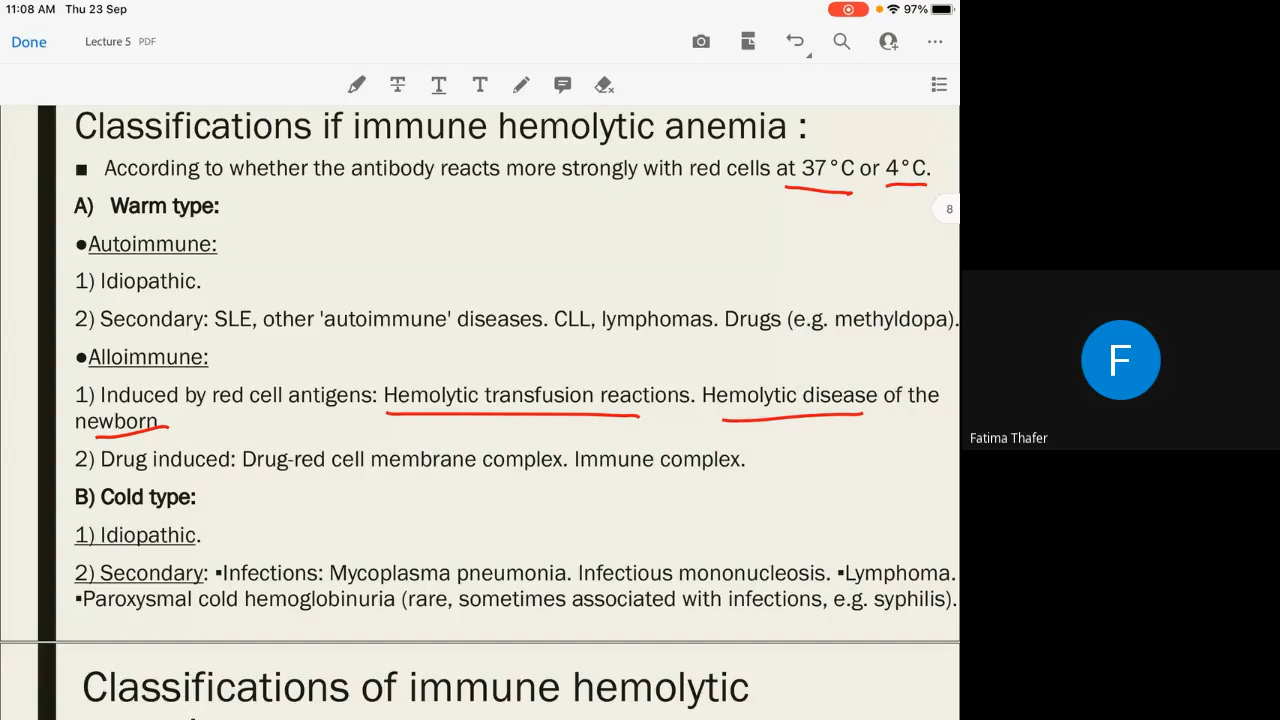 11:08 AM Thu 23 Sep
97%
Done
Lecture 5 PDF
Classifications if immune hemolytic anemia :
■ According to whether the antibody reacts more strongly with red cells at 37°C or 4°C.
8
A) Warm type:
●Autoimmune:
1) Idiopathic.
2) Secondary: SLE, other 'autoimmune' diseases. CLL, lymphomas. Drugs (e.g. methyldopa).
●Alloimmune:
1) Induced by red cell antigens: Hemolytic transfusion reactions. Hemolytic disease of the
newborn
2) Drug induced: Drug-red cell membrane complex. Immune complex.
B) Cold type:
1) Idiopathic.
2) Secondary: ▪Infections: Mycoplasma pneumonia. Infectious mononucleosis. ▪Lymphoma.
▪Paroxysmal cold hemoglobinuria (rare, sometimes associated with infections, e.g. syphilis).
Classifications of immune hemolytic
F
Fatima Thafer